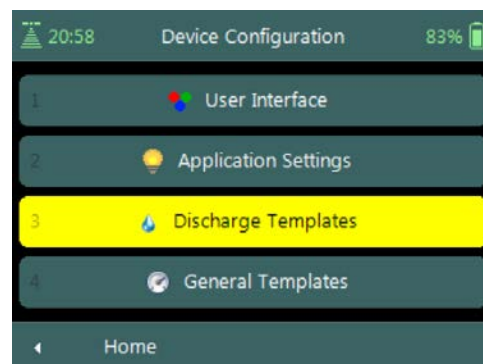 20:58 Device Configuration 83%
1 User Interface
2 Application Settings
3 Discharge Templates
4 General Templates
Home